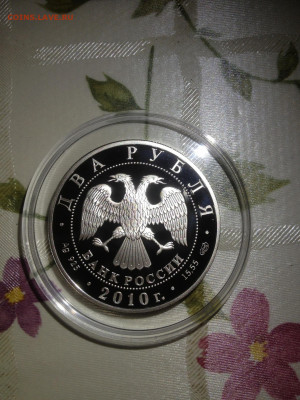 ДВА РУБЛЯ
БАНК РОССИИ
Ag 925
2010 г.
15,55